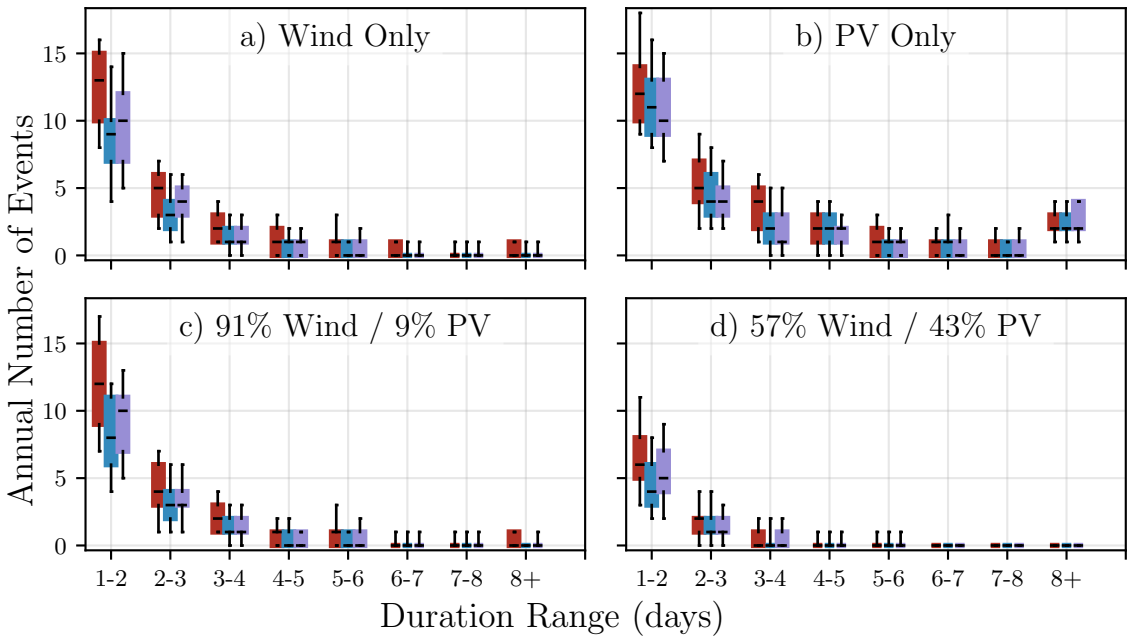 a) Wind Only
b) PV Only
15
10
5
0
c) 91% Wind / 9% PV
d) 57% Wind / 43% PV
15
10
5
0
1-2 2-3 3-4 4-5 5-6 6-7 7-8 8+
1-2 2-3 3-4 4-5 5-6 6-7 7-8 8+
Annual Number of Events
Duration Range (days)